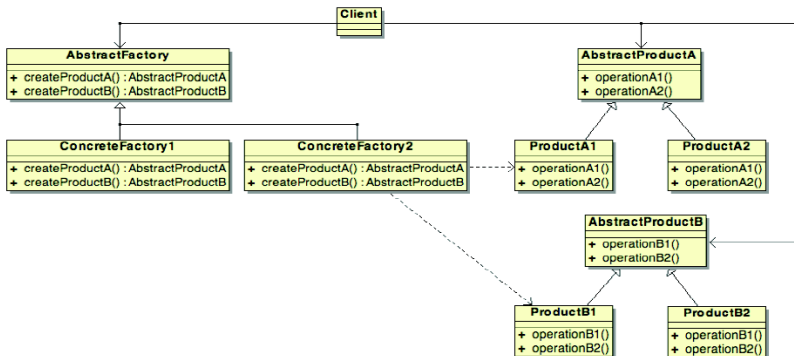 Client
AbstractFactory
+ createProductA() : AbstractProductA
+ createProductB() : AbstractProductB
AbstractProductA
+ operationA1()
+ operationA2()
ConcreteFactory1
+ createProductA() : AbstractProductA
+ createProductB() : AbstractProductB
ConcreteFactory2
+ createProductA() : AbstractProductA
+ createProductB() : AbstractProductB
ProductA1
+ operationA1()
+ operationA2()
ProductA2
+ operationA1()
+ operationA2()
AbstractProductB
+ operationB1()
+ operationB2()
ProductB1
+ operationB1()
+ operationB2()
ProductB2
+ operationB1()
+ operationB2()